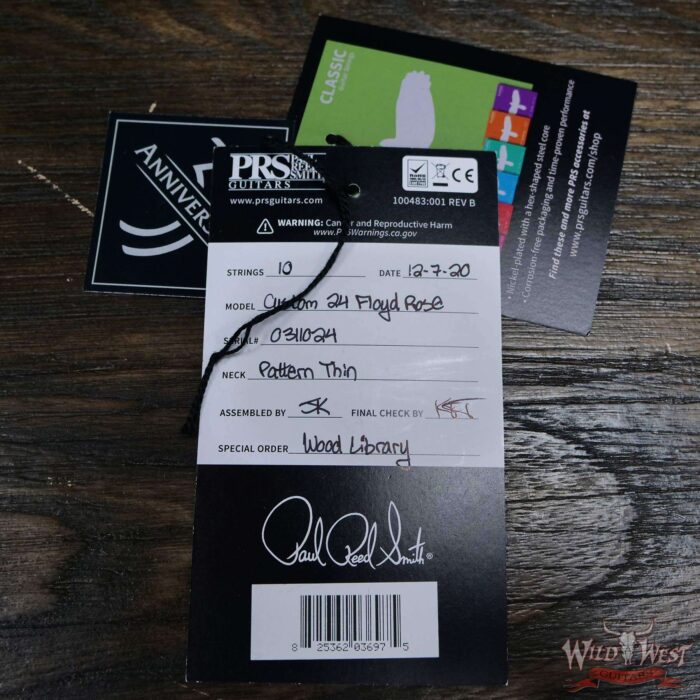 CLASSIC
ANNIVERS
PRS
GUITARS
www.prsguitars.com
100483:001 REV B
CE
WARNING: Cancer and Reproductive Harm
www.P65Warnings.ca.gov
STRINGS 10 DATE 12-7-20
MODEL Custom 24 Floyd Rose
SERIAL# 0311024
NECK Pattern Thin
ASSEMBLED BY JK FINAL CHECK BY
SPECIAL ORDER Wood Library
Paul Reed Smith®
8 25362 03697 5
• Nickel-plated with a hex-shaped steel core
• Corrosion-free packaging and time-proven performance
Find these and more PRS accessories at
www.prsguitars.com/shop
WILD WEST
GUITARS